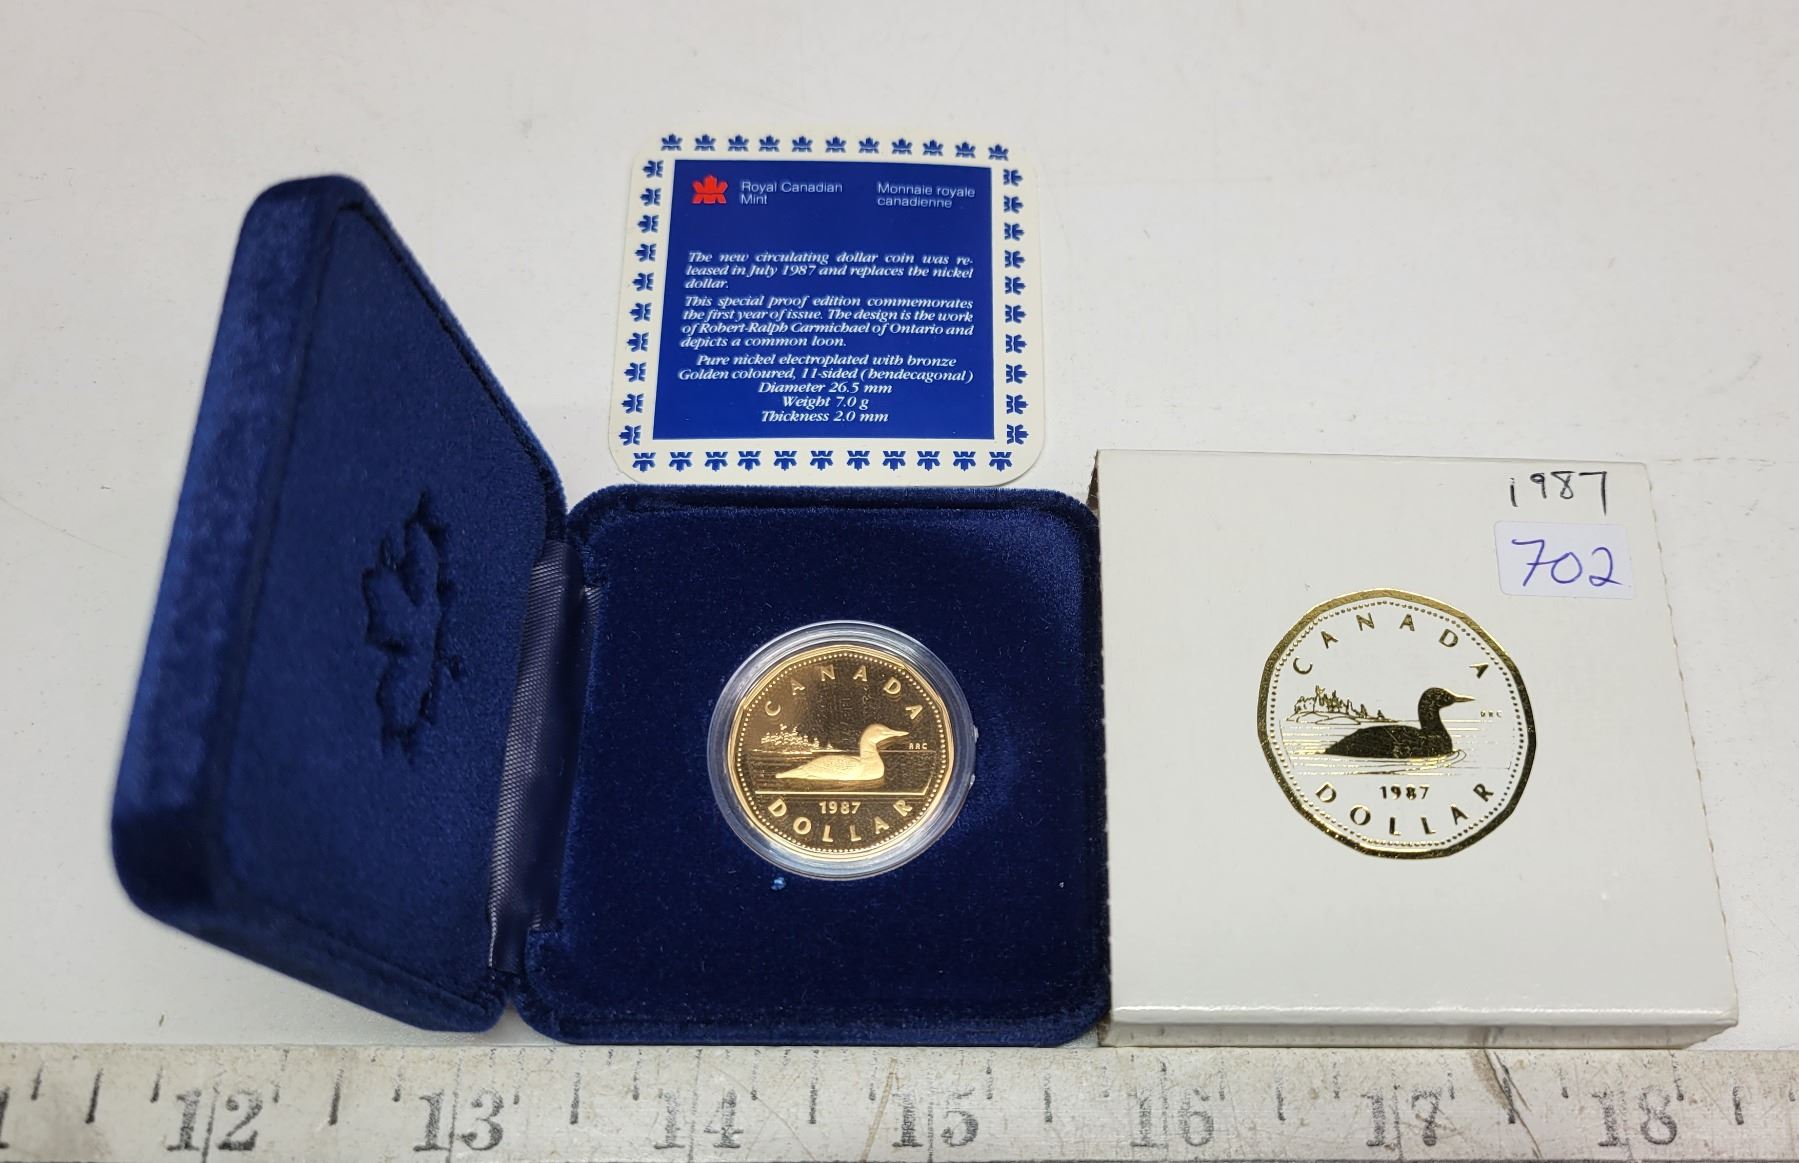 Royal Canadian
Mint
Monnaie royale
canadienne
The new circulating dollar coin was re-
leased in July 1987 and replaces the nickel
dollar.
This special proof edition commemorates
the first year of issue. The design is the work
of Robert-Ralph Carmichael of Ontario and
depicts a common loon.
Pure nickel electroplated with bronze
Golden coloured, 11-sided (hendecagonal)
Diameter 26.5 mm
Weight 7.0 g
Thickness 2.0 mm
CANADA
RRC
1987
DOLLAR
1987
702
CANADA
RRC
1987
DOLLAR
12 13 14 15 16 17 18